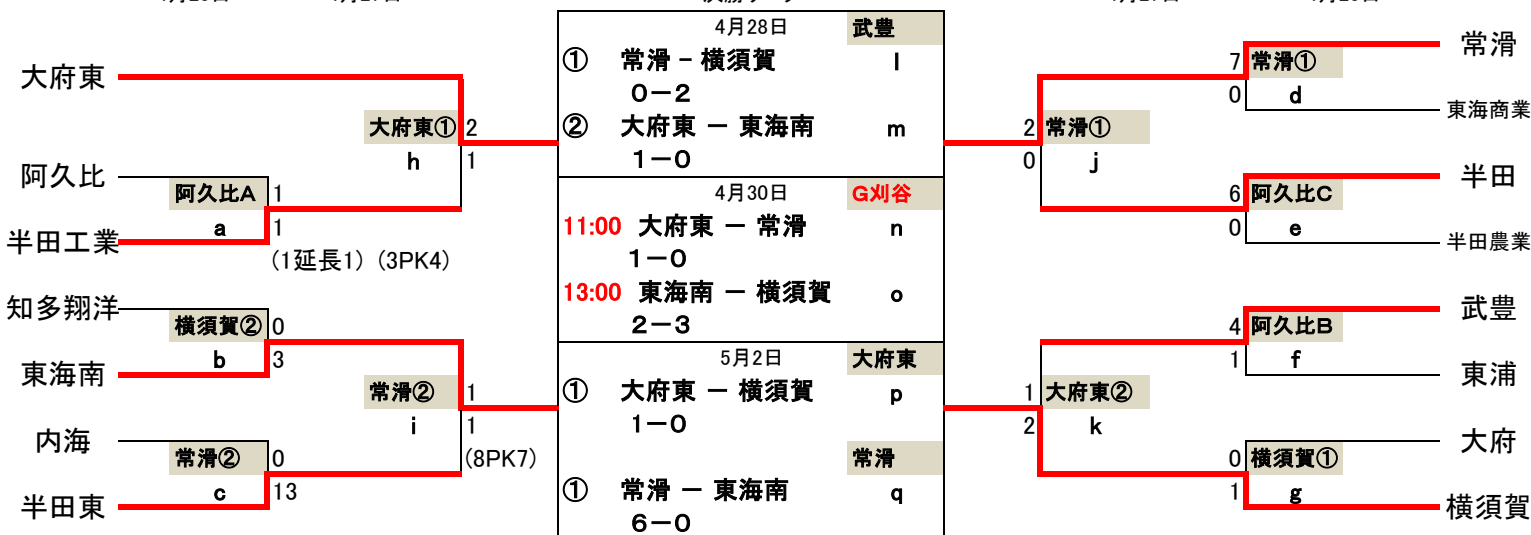 4月28日 武豊
① 常滑 − 横須賀 l
0−2
② 大府東 − 東海南 m
1−0
4月30日 G刈谷
11:00 大府東 − 常滑 n
1−0
13:00 東海南 − 横須賀 o
2−3
5月2日 大府東
① 大府東 − 横須賀 p
1−0
常滑
① 常滑 − 東海南 q
6−0
大府東
大府東① 2
h 1
阿久比
阿久比A 1
a 1
半田工業
(1延長1) (3PK4)
知多翔洋
横須賀② 0
b 3
東海南
常滑② 1
i 1
(8PK7)
内海
常滑② 0
c 13
半田東
常滑
7 常滑①
0 d
東海商業
2 常滑①
0 j
半田
6 阿久比C
0 e
半田農業
武豊
4 阿久比B
1 f
東浦
1 大府東②
2 k
大府
0 横須賀①
1 g
横須賀